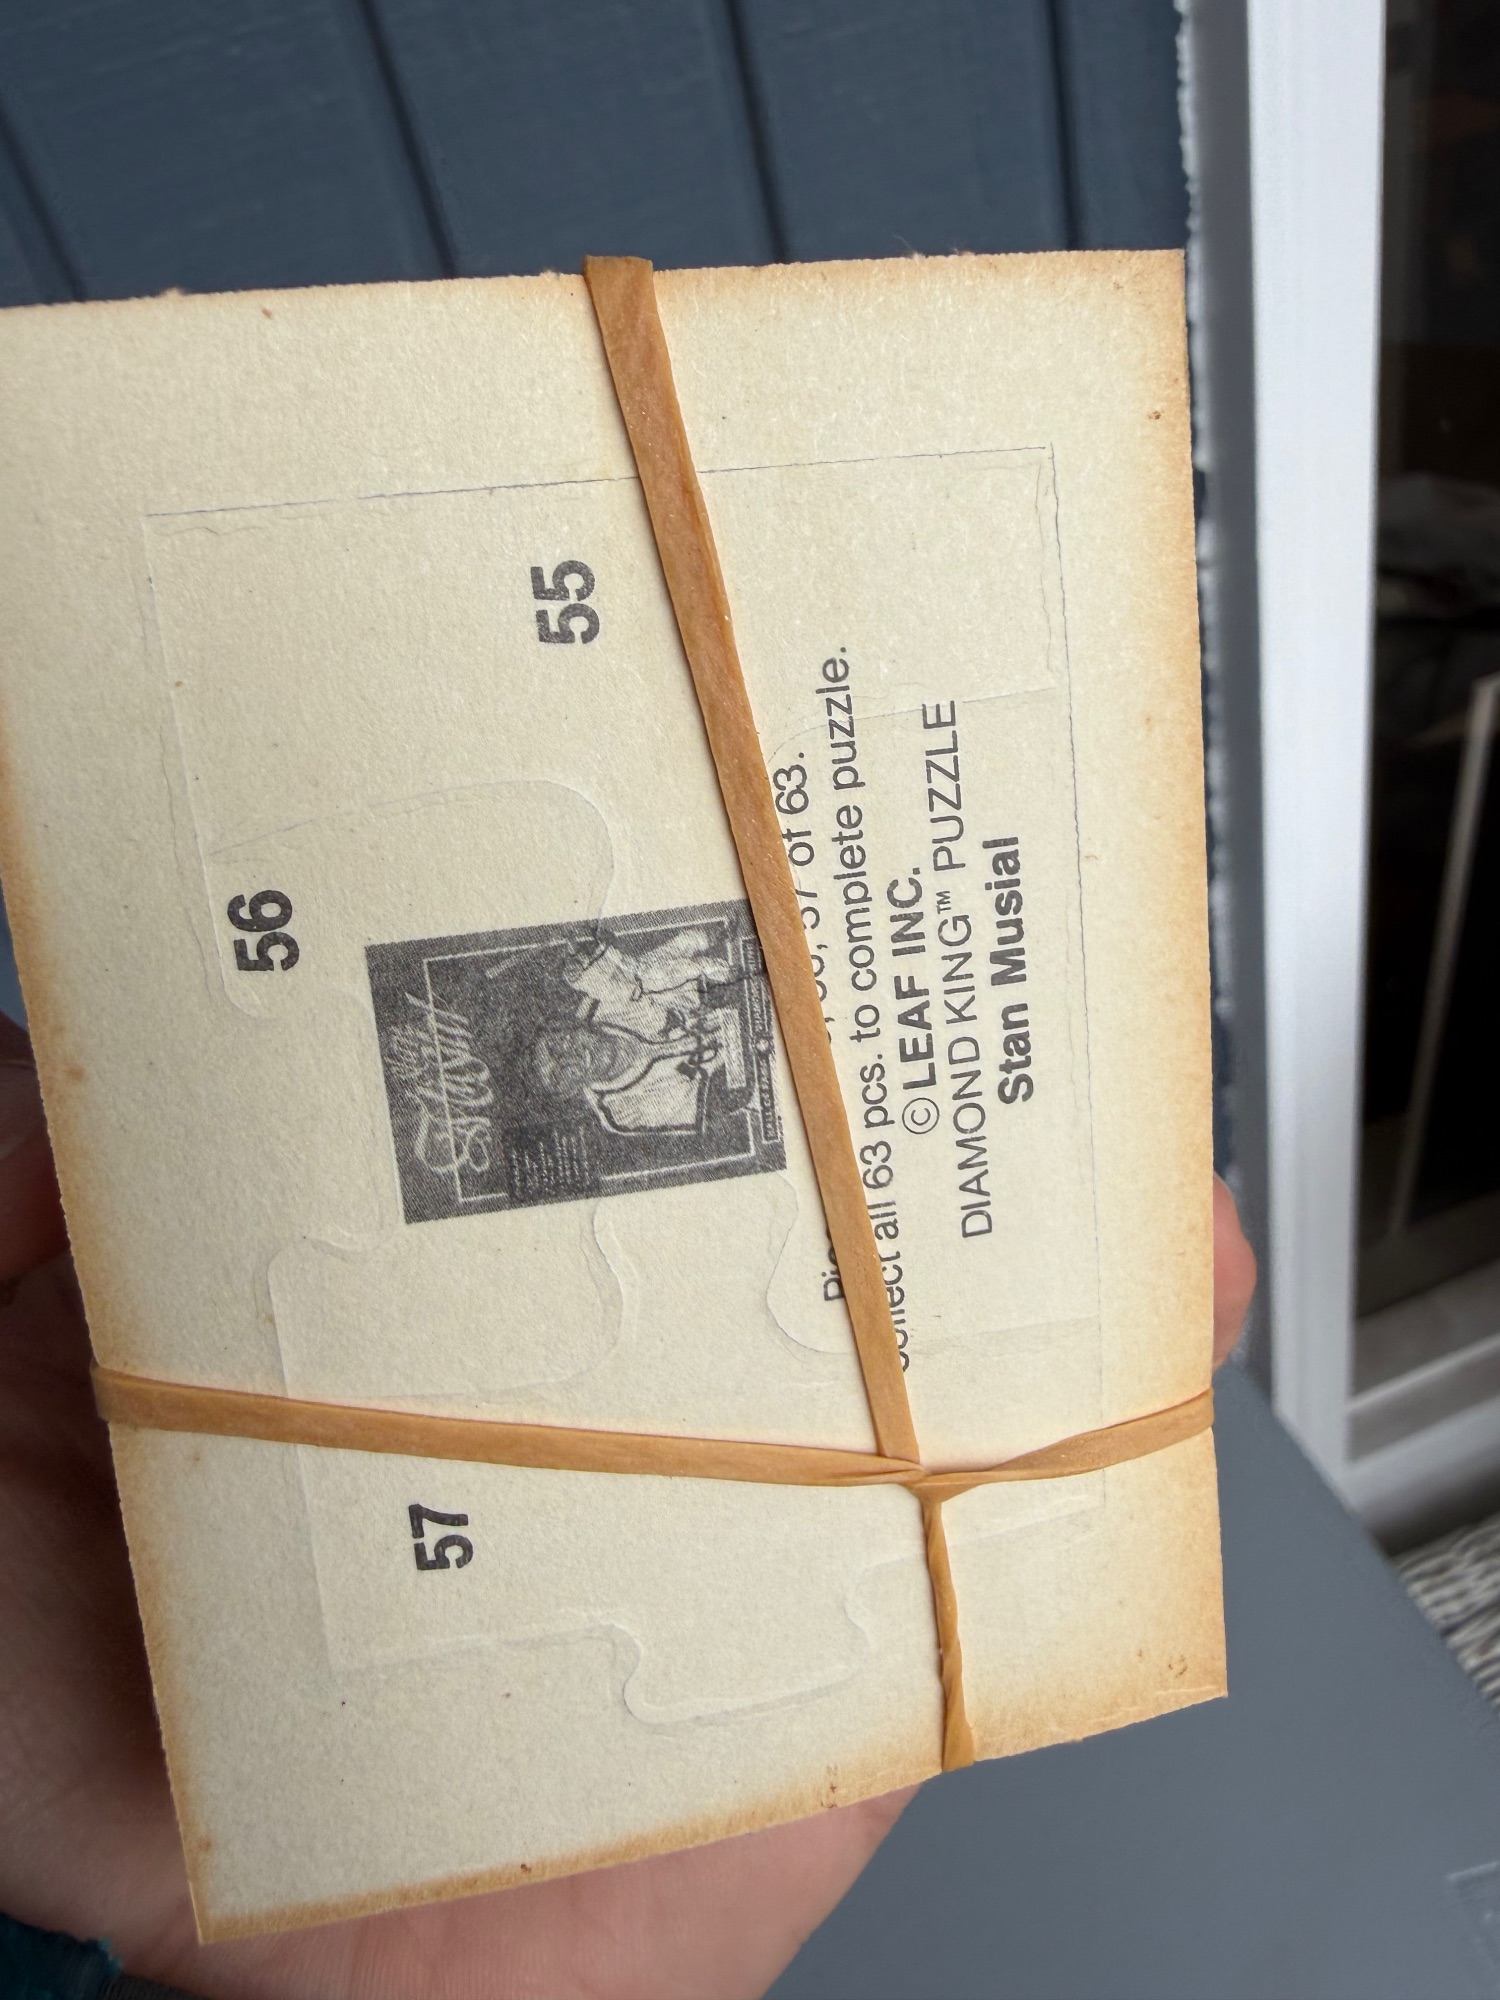 56
57
55
57 of 63.
Collect all 63 pcs. to complete puzzle.
© LEAF INC.
DIAMOND KING™ PUZZLE
Stan Musial